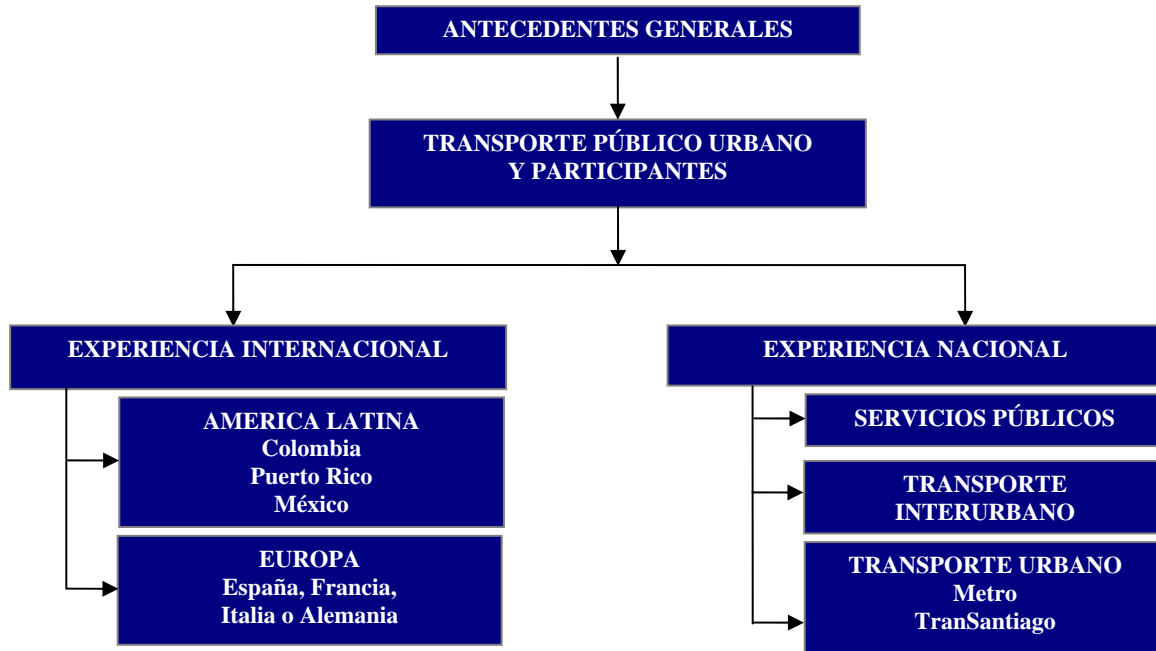 ANTECEDENTES GENERALES
TRANSPORTE PÚBLICO URBANO
Y PARTICIPANTES
EXPERIENCIA INTERNACIONAL
AMERICA LATINA
Colombia
Puerto Rico
México
EUROPA
España, Francia,
Italia o Alemania
EXPERIENCIA NACIONAL
SERVICIOS PÚBLICOS
TRANSPORTE
INTERURBANO
TRANSPORTE URBANO
Metro
TranSantiago